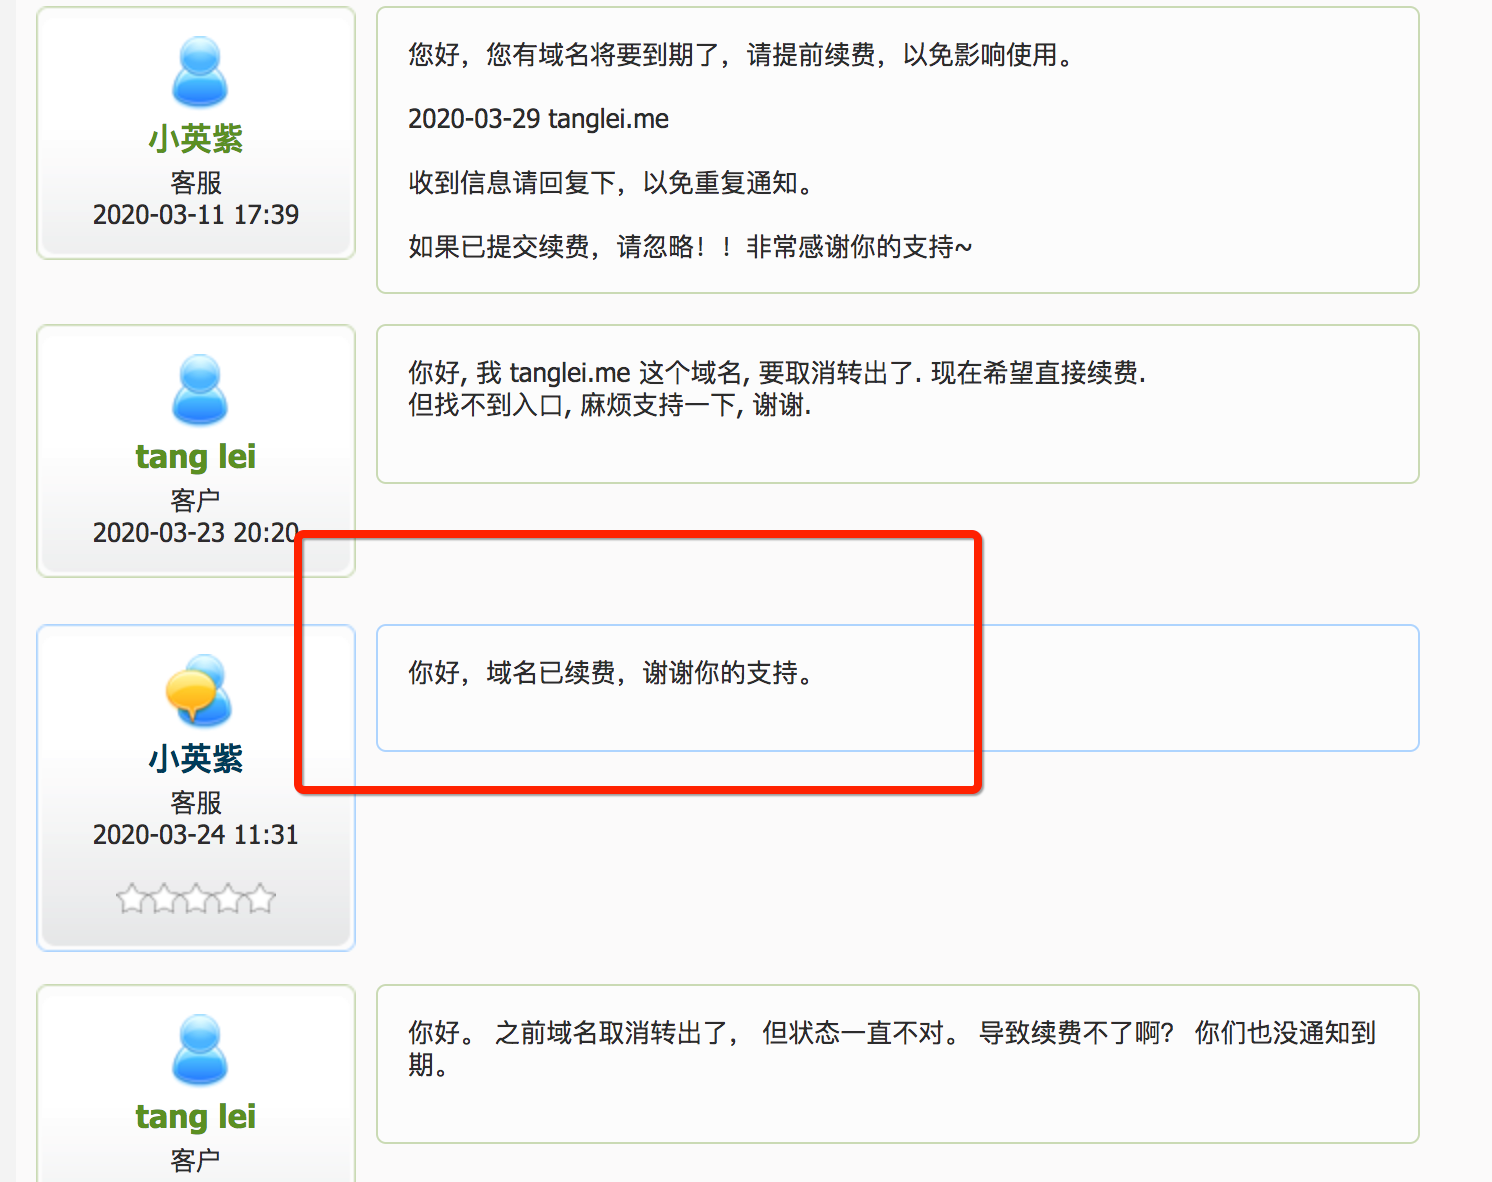 小英紫
客服
2020-03-11 17:39
您好，您有域名将要到期了，请提前续费，以免影响使用。
2020-03-29 tanglei.me
收到信息请回复下，以免重复通知。
如果已提交续费，请忽略！！非常感谢你的支持~
tang lei
客户
2020-03-23 20:20
你好, 我 tanglei.me 这个域名, 要取消转出了. 现在希望直接续费.
但找不到入口, 麻烦支持一下, 谢谢.
小英紫
客服
2020-03-24 11:31
你好，域名已续费，谢谢你的支持。
tang lei
客户
你好。 之前域名取消转出了， 但状态一直不对。 导致续费不了啊？ 你们也没通知到
期。